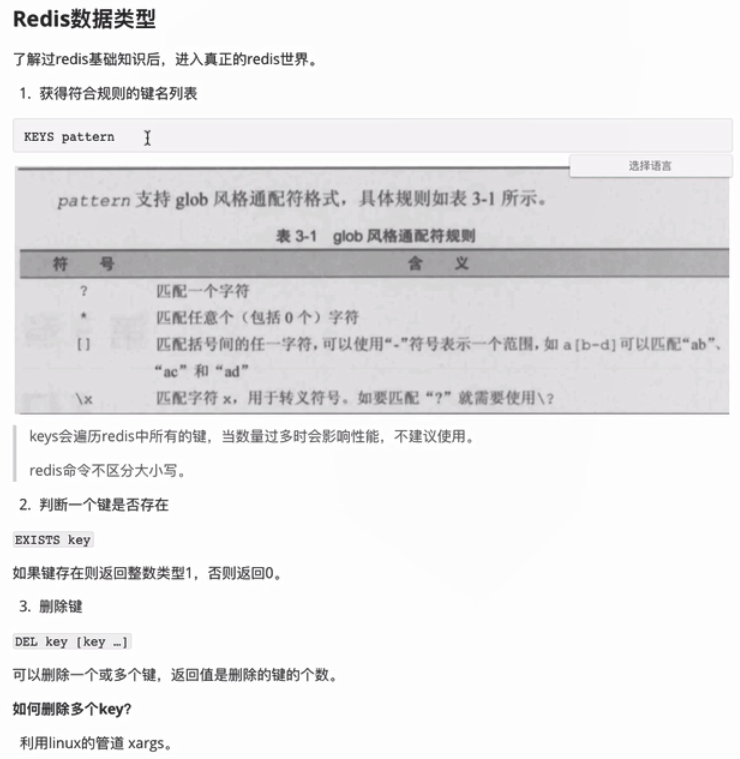 Redis数据类型
了解过redis基础知识后，进入真正的redis世界。
1. 获得符合规则的键名列表
KEYS pattern
选择语言
pattern 支持 glob 风格通配符格式，具体规则如表 3-1 所示。
表 3-1 glob 风格通配符规则
符 号 含 义
? 匹配一个字符
* 匹配任意个（包括 0 个）字符
[] 匹配括号间的任一字符，可以使用“-”符号表示一个范围，如 a[b-d]可以匹配“ab”、
“ac”和“ad”
\x 匹配字符 x，用于转义符号。如要匹配“?”就需要使用\?
keys会遍历redis中所有的键，当数量过多时会影响性能，不建议使用。
redis命令不区分大小写。
2. 判断一个键是否存在
EXISTS key
如果键存在则返回整数类型1，否则返回0。
3. 删除键
DEL key [key …]
可以删除一个或多个键，返回值是删除的键的个数。
如何删除多个key?
利用linux的管道 xargs。